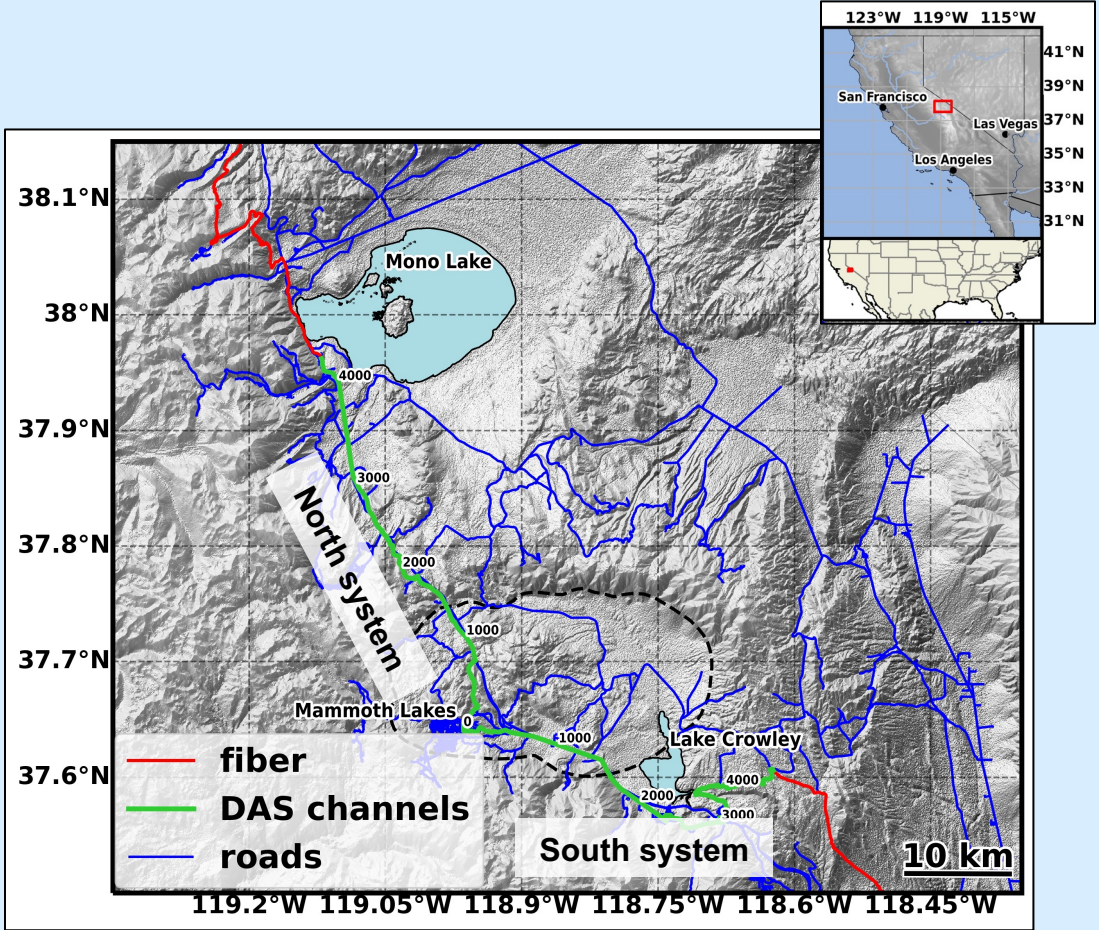 123°W 119°W 115°W
41°N
39°N
San Francisco
37°N
Las Vegas
35°N
Los Angeles
33°N
31°N
38.1°N
Mono Lake
38°N
4000
37.9°N
3000
North system
37.8°N
2000
1000
37.7°N
Mammoth Lakes
0
1000
Lake Crowley
37.6°N
4000
2000
3000
fiber
DAS channels
roads
South system
10 km
119.2°W 119.05°W 118.9°W 118.75°W 118.6°W 118.45°W